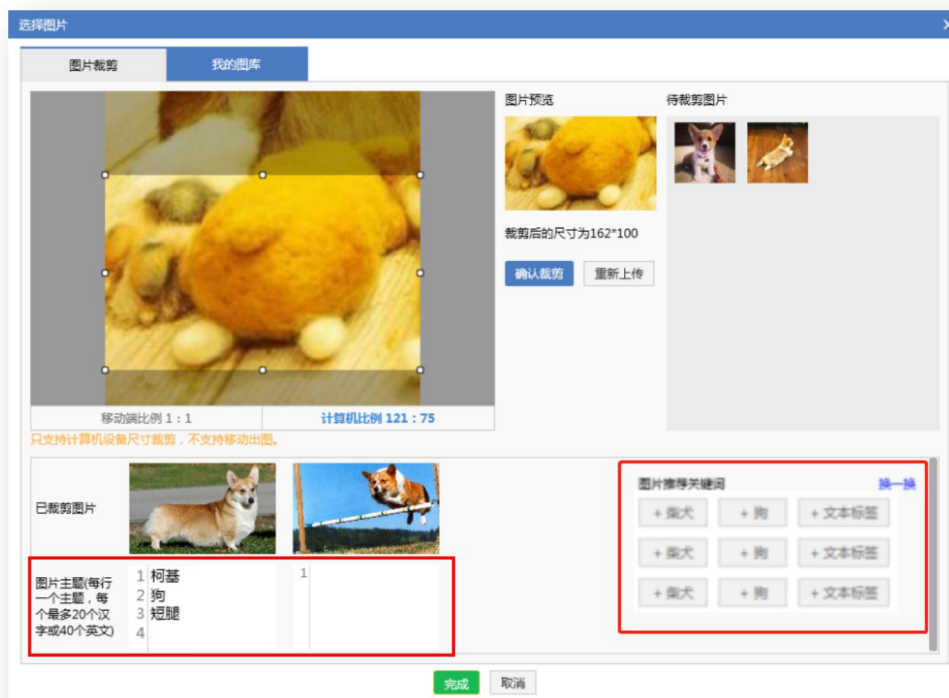 选择图片
图片裁剪
我的图库
图片预览
待裁剪图片
裁剪后的尺寸为162*100
确认裁剪
重新上传
移动端比例 1：1
计算机比例 121：75
只支持计算机设备尺寸裁剪，不支持移动出图。
已裁剪图片
图片推荐关键词
换一换
+ 柴犬
+ 狗
+ 文本标签
+ 柴犬
+ 狗
+ 文本标签
+ 柴犬
+ 狗
+ 文本标签
图片主题(每行
一个主题，每
个最多20个汉
字或40个英文)
1 柯基
2 狗
3 短腿
4
1
完成
取消